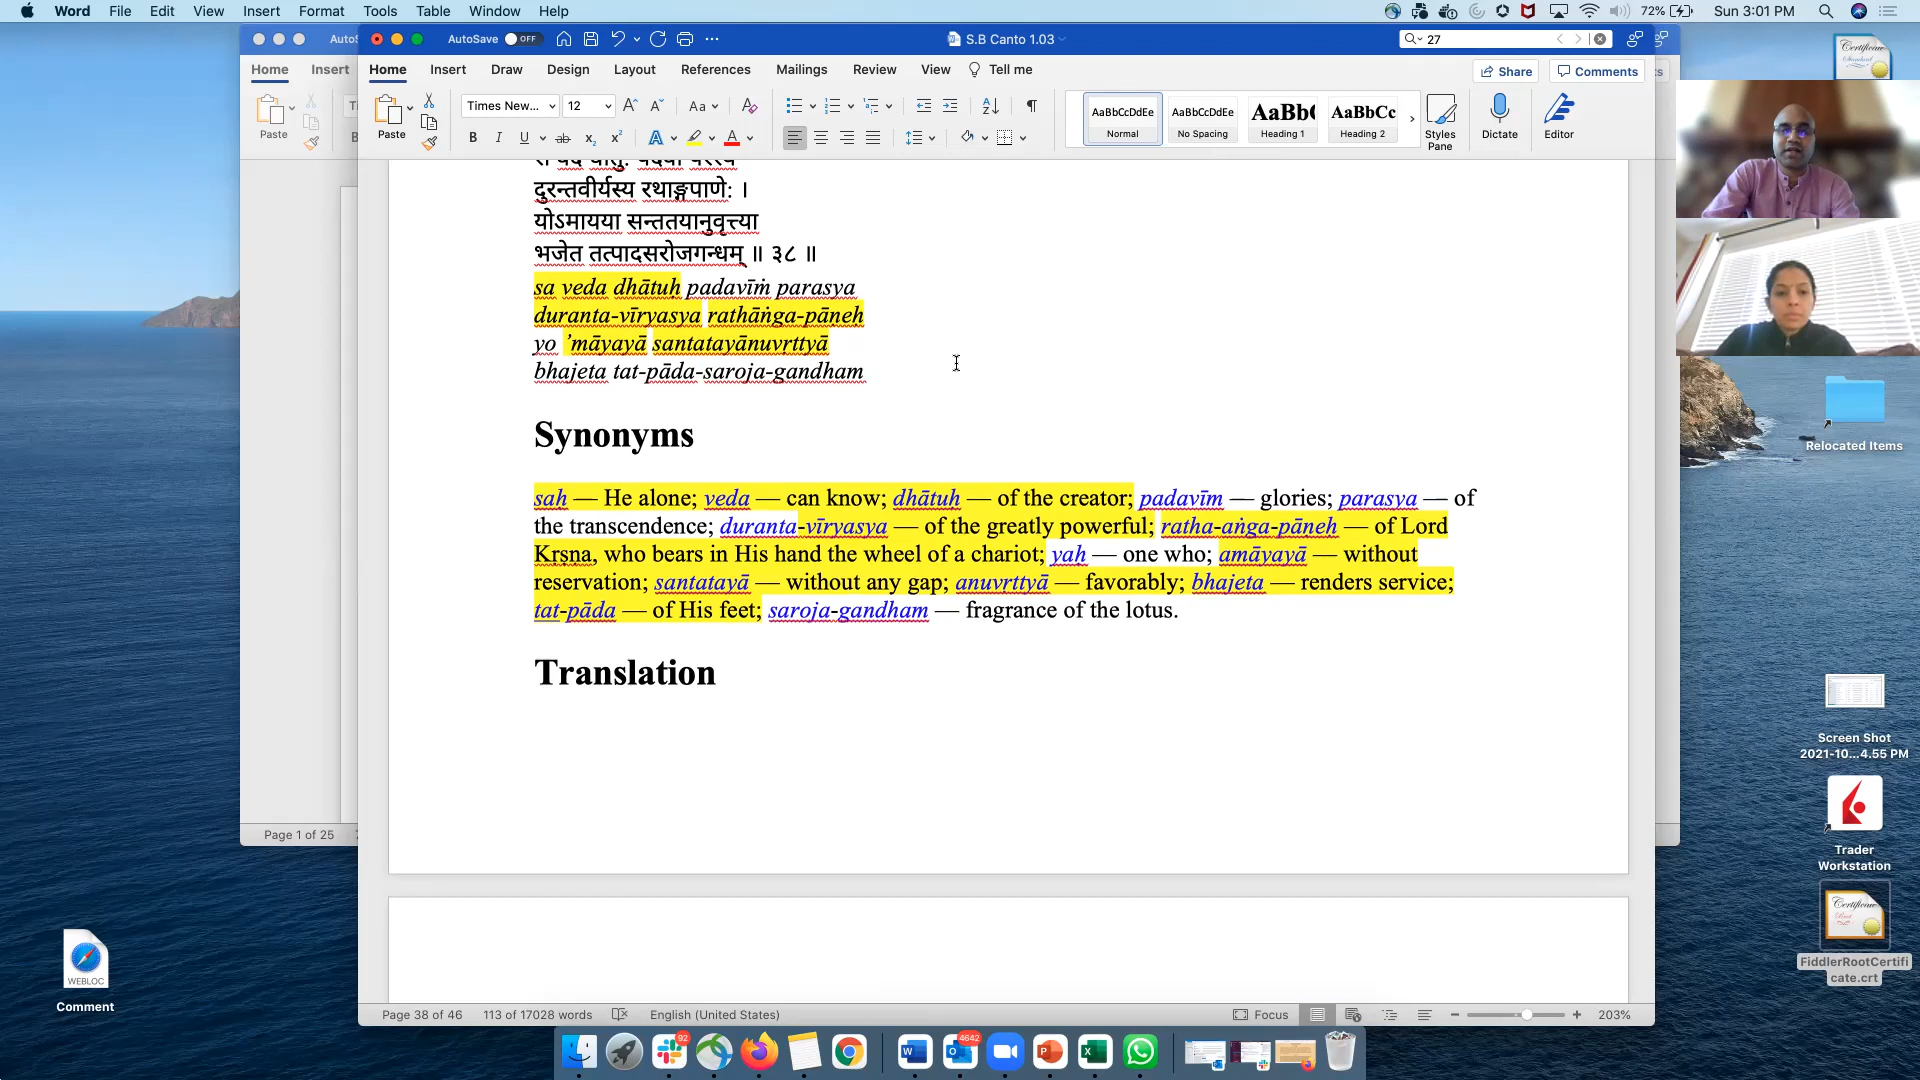 Word File Edit View Insert Format Tools Table Window Help
72% Sun 3:01 PM
AutoSave OFF
S.B Canto 1.03
27
Home Insert
Home Insert Draw Design Layout References Mailings Review View Tell me
Share Comments
Paste
Paste
Times New... 12
AaBbCcDdEe Normal
AaBbCcDdEe No Spacing
AaBb( Heading 1
AaBbCc Heading 2
Styles Pane
Dictate
Editor
दुरन्तवीर्यस्य रथाङ्गपाणे: ।
योऽमायया सन्ततयानुवृत्त्या
भजेत तत्पादसरोजगन्धम् ॥ ३८ ॥
sa veda dhātuḥ padavīṁ parasya
duranta-vīryasya rathāṅga-pāṇeḥ
yo ’māyayā santatayānuvṛttyā
bhajeta tat-pāda-saroja-gandham
Synonyms
saḥ — He alone; veda — can know; dhātuḥ — of the creator; padavīm — glories; parasya — of
the transcendence; duranta-vīryasya — of the greatly powerful; ratha-aṅga-pāṇeḥ — of Lord
Kṛṣṇa, who bears in His hand the wheel of a chariot; yaḥ — one who; amāyayā — without
reservation; santatayā — without any gap; anuvṛttyā — favorably; bhajeta — renders service;
tat-pāda — of His feet; saroja-gandham — fragrance of the lotus.
Translation
Page 1 of 25
Page 38 of 46 113 of 17028 words English (United States) Focus 203%
Relocated Items
Screen Shot
2021-10...4.55 PM
Trader
Workstation
FiddlerRootCertifi
cate.crt
WEBLOC
Comment
92
4642